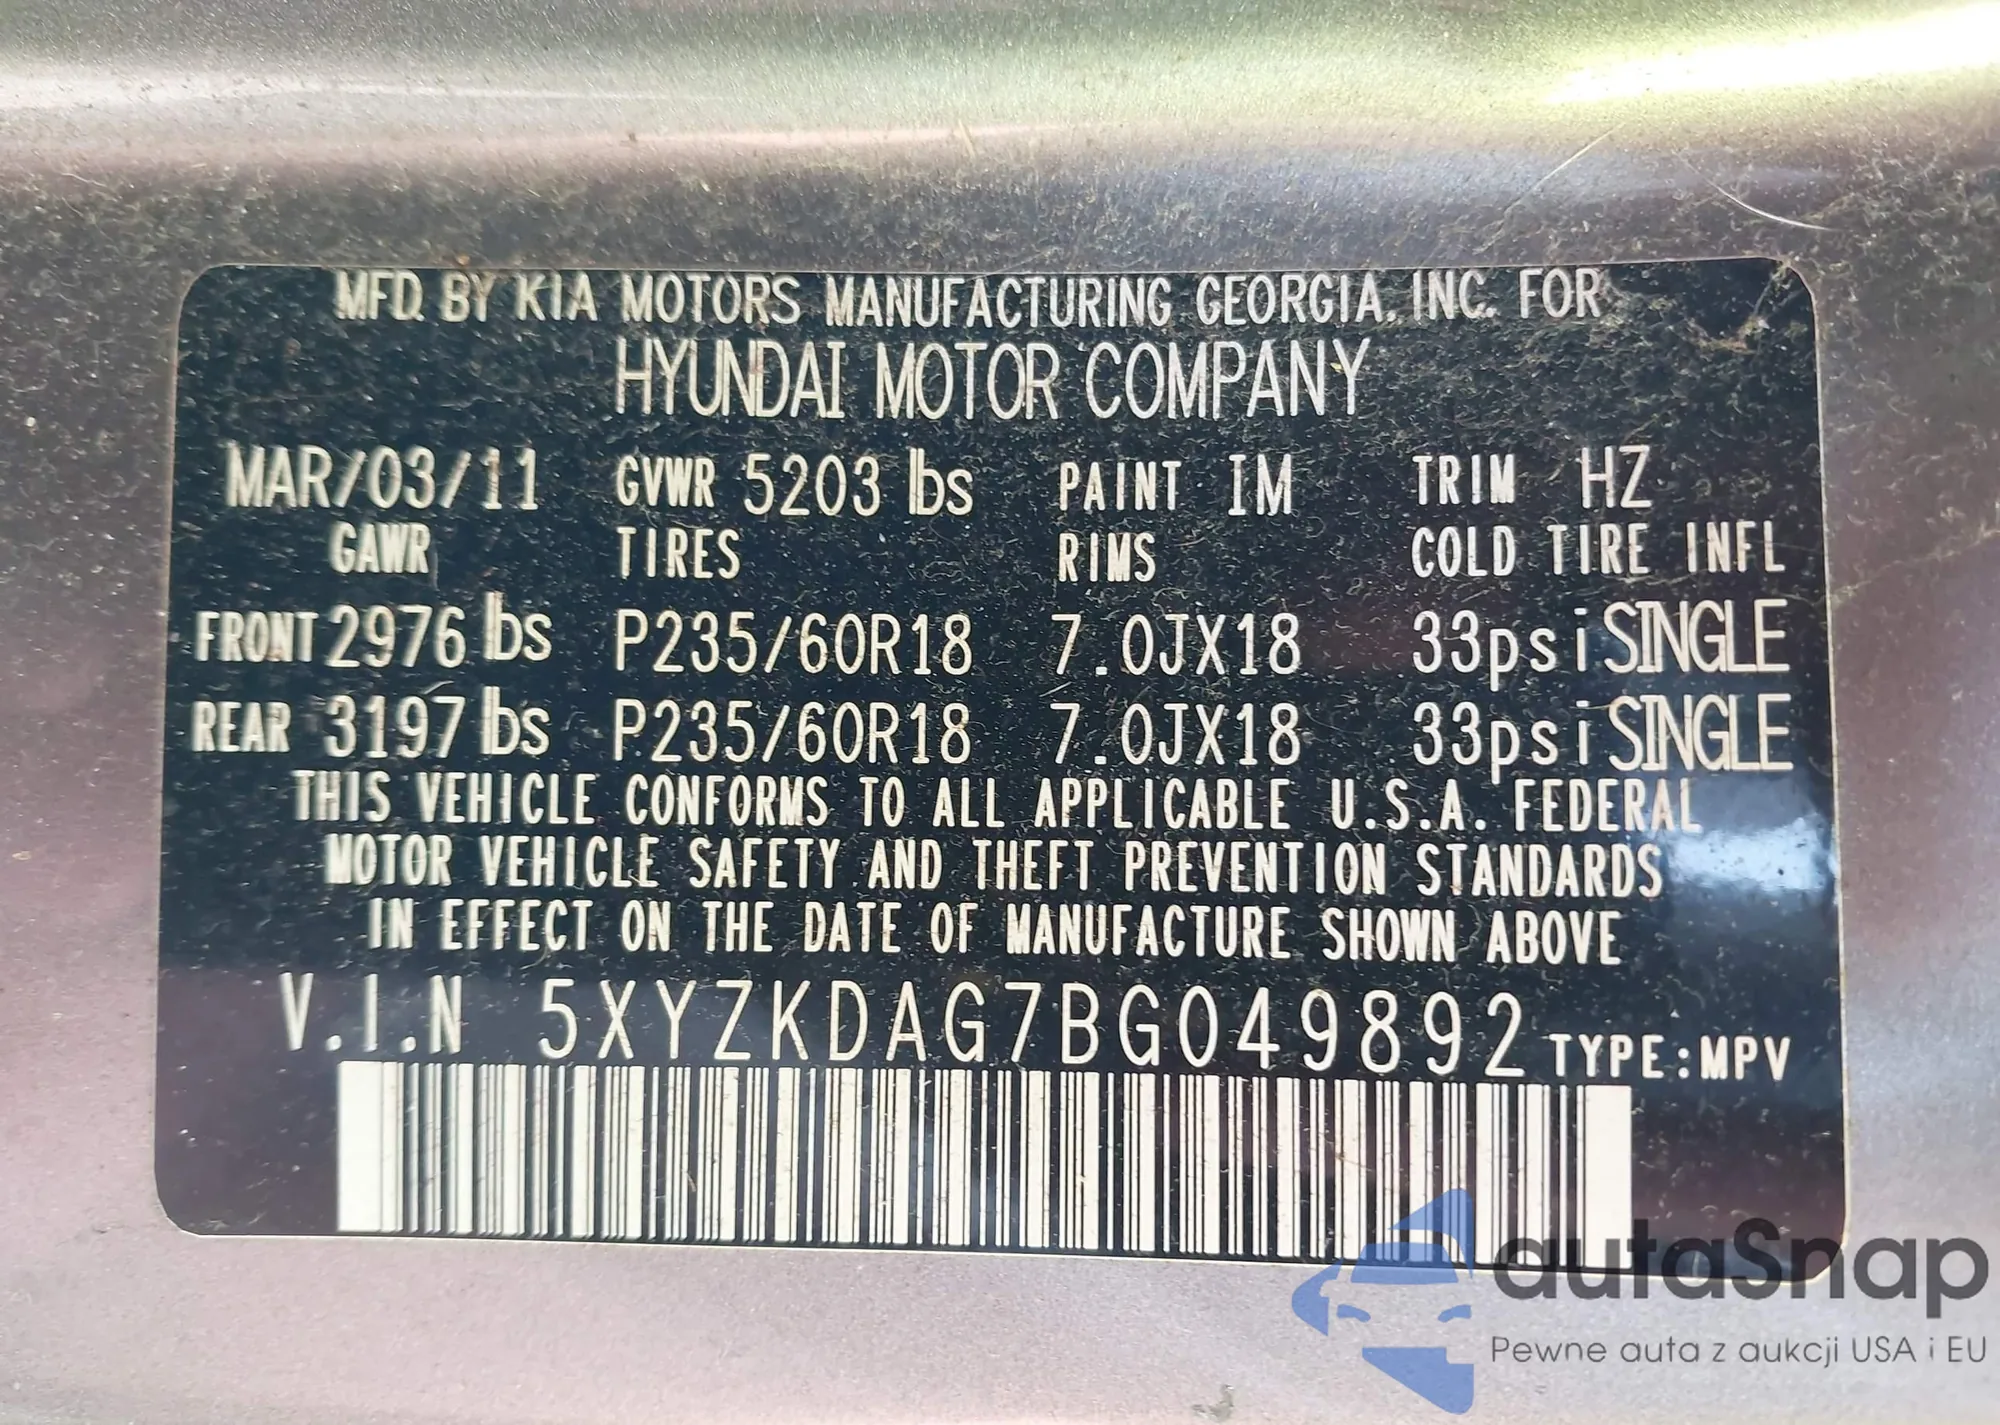 MFD. BY KIA MOTORS MANUFACTURING GEORGIA, INC. FOR
HYUNDAI MOTOR COMPANY
MAR/03/11 GVWR 5203 lbs PAINT IM TRIM HZ
GAWR TIRES RIMS COLD TIRE INFL
FRONT 2976 lbs P235/60R18 7.0JX18 33psi SINGLE
REAR 3197 lbs P235/60R18 7.0JX18 33psi SINGLE
THIS VEHICLE CONFORMS TO ALL APPLICABLE U.S.A. FEDERAL
MOTOR VEHICLE SAFETY AND THEFT PREVENTION STANDARDS
IN EFFECT ON THE DATE OF MANUFACTURE SHOWN ABOVE
V.I.N 5XYZKDAG7BG049892 TYPE:MPV
autaSnap
Pewne auta z aukcji USA i EU